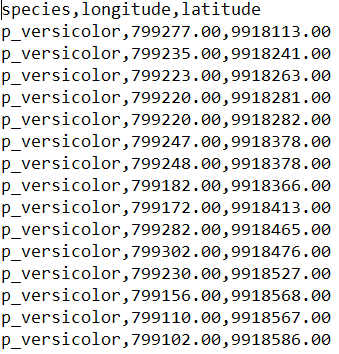 species,longitude,latitude
p_versicolor,799277.00,9918113.00
p_versicolor,799235.00,9918241.00
p_versicolor,799223.00,9918263.00
p_versicolor,799220.00,9918281.00
p_versicolor,799220.00,9918282.00
p_versicolor,799247.00,9918378.00
p_versicolor,799248.00,9918378.00
p_versicolor,799182.00,9918366.00
p_versicolor,799172.00,9918413.00
p_versicolor,799282.00,9918465.00
p_versicolor,799302.00,9918476.00
p_versicolor,799230.00,9918527.00
p_versicolor,799156.00,9918568.00
p_versicolor,799110.00,9918567.00
p_versicolor,799102.00,9918586.00